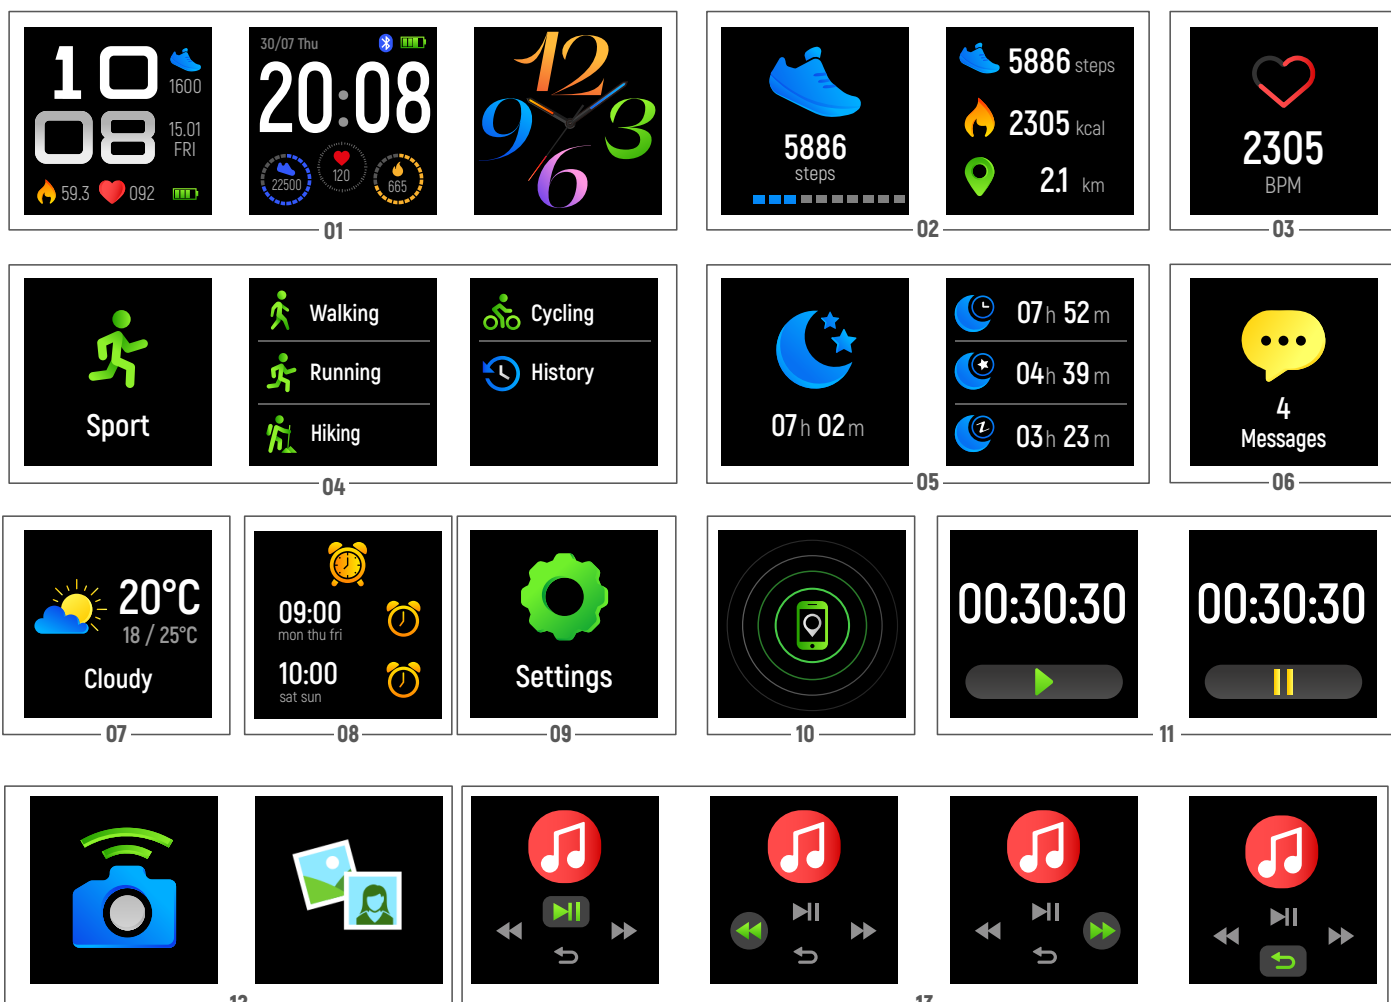 10
08
1600
15.01
FRI
59.3
092
30/07 Thu
20:08
22500
120
665
12
9
3
6
01
5886
steps
5886 steps
2305 kcal
2.1 km
02
2305
BPM
03
Sport
Walking
Running
Hiking
Cycling
History
04
07h 02m
07h 52m
04h 39m
03h 23m
05
4
Messages
06
20°C
18 / 25°C
Cloudy
07
09:00
mon thu fri
10:00
sat sun
08
Settings
09
10
00:30:30
00:30:30
11
12
13